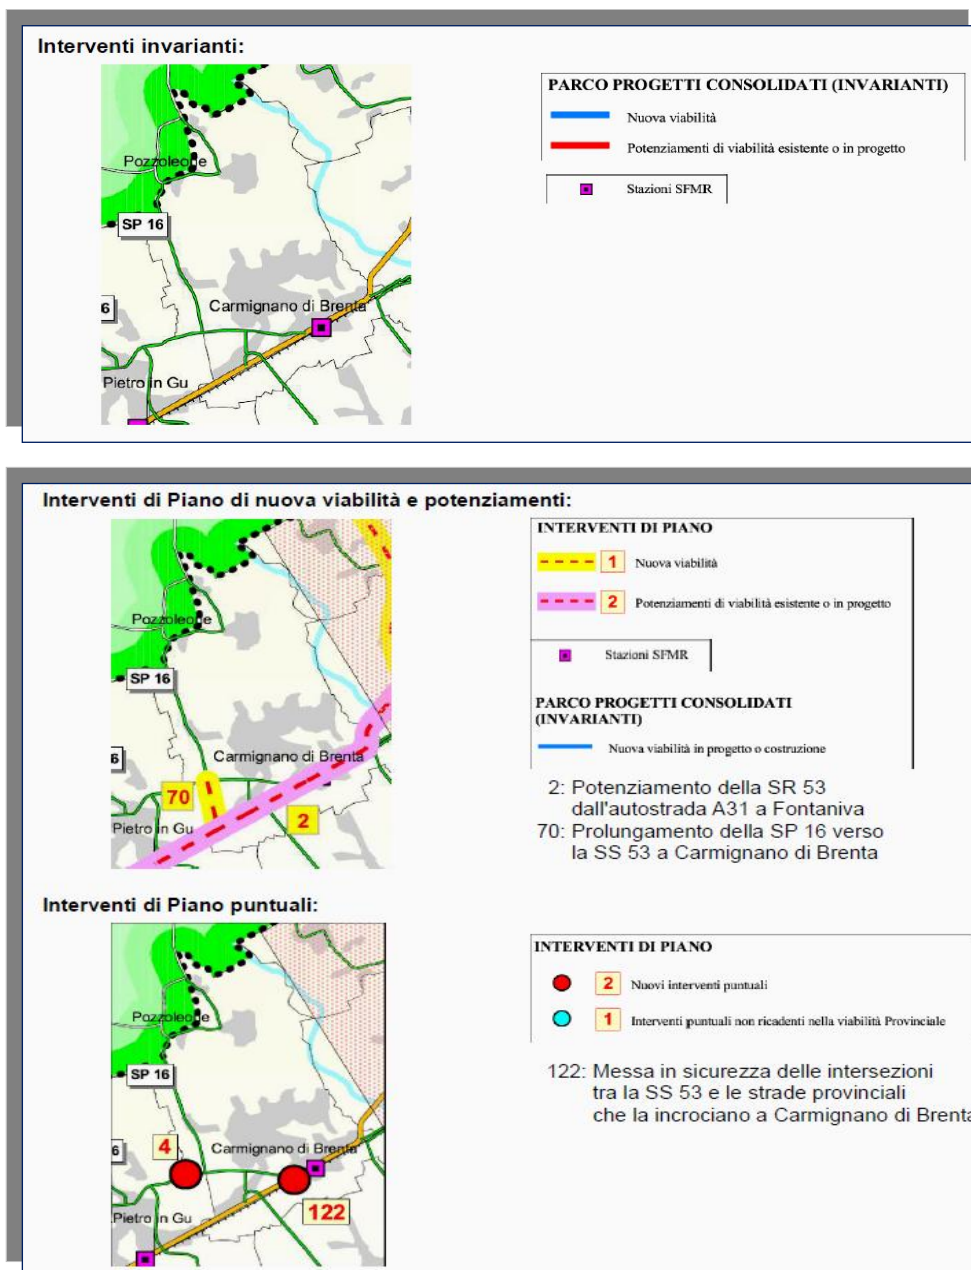 Interventi invarianti:
Pozzoleone
SP 16
6
Carmignano di Brenta
Pietro in Gu
PARCO PROGETTI CONSOLIDATI (INVARIANTI)
Nuova viabilità
Potenziamenti di viabilità esistente o in progetto
Stazioni SFMR
Interventi di Piano di nuova viabilità e potenziamenti:
Pozzoleone
SP 16
6
Carmignano di Brenta
70
2
Pietro in Gu
INTERVENTI DI PIANO
1 Nuova viabilità
2 Potenziamenti di viabilità esistente o in progetto
Stazioni SFMR
PARCO PROGETTI CONSOLIDATI
(INVARIANTI)
Nuova viabilità in progetto o costruzione
2: Potenziamento della SR 53
dall'autostrada A31 a Fontaniva
70: Prolungamento della SP 16 verso
la SS 53 a Carmignano di Brenta
Interventi di Piano puntuali:
Pozzoleone
SP 16
6
4
Carmignano di Brenta
122
Pietro in Gu
INTERVENTI DI PIANO
2 Nuovi interventi puntuali
1 Interventi puntuali non ricadenti nella viabilità Provinciale
122: Messa in sicurezza delle intersezioni
tra la SS 53 e le strade provinciali
che la incrociano a Carmignano di Brenta